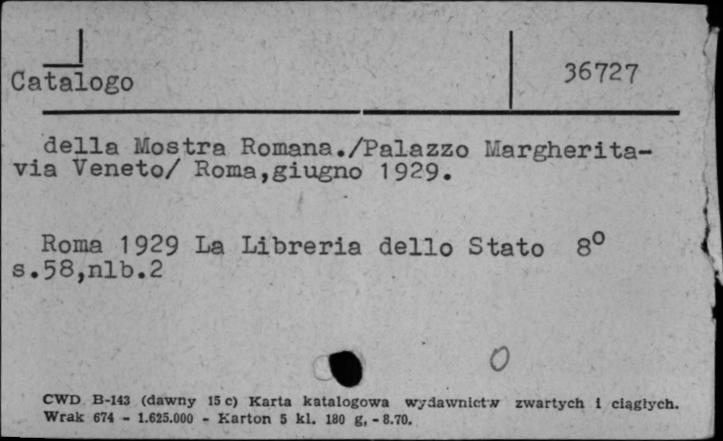 Catalogo
36727
della Mostra Romana./Palazzo Margherita-
via Veneto/ Roma,giugno 1929.
Roma 1929 La Libreria dello Stato 8⁰
s.58,nlb.2
CWD B-143 (dawny 15 c) Karta katalogowa wydawnictw zwartych i ciągłych.
Wrak 674 - 1.625.000 - Karton 5 kl. 180 g, - 8.70.